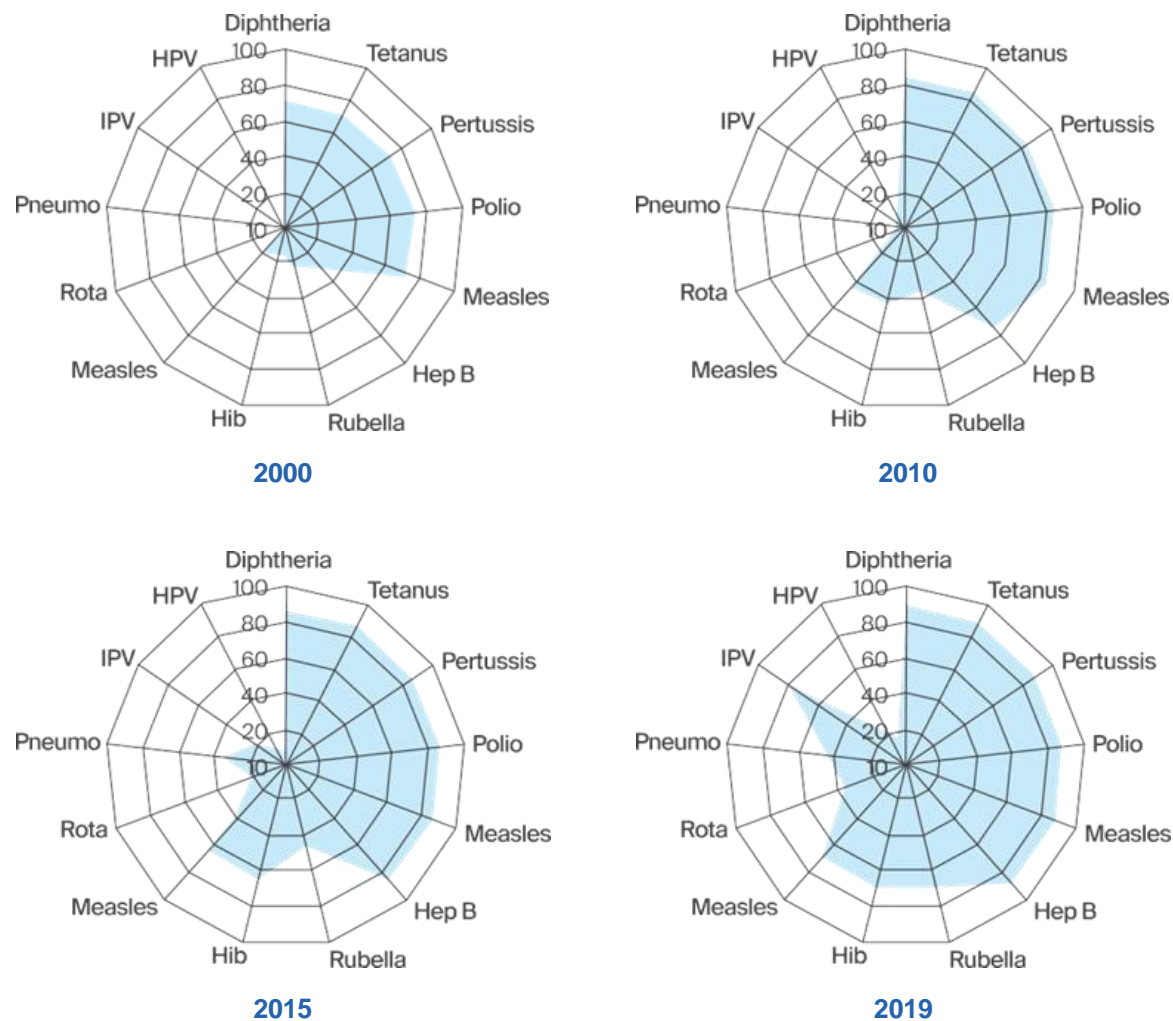 Diphtheria
100
Tetanus
HPV
80
IPV
60
Pertussis
40
20
Pneumo
10
Polio
Rota
Measles
Measles
Hep B
Hib
Rubella
2000
Diphtheria
100
Tetanus
HPV
80
IPV
60
Pertussis
40
20
Pneumo
10
Polio
Rota
Measles
Measles
Hep B
Hib
Rubella
2010
Diphtheria
100
Tetanus
HPV
80
IPV
60
Pertussis
40
20
Pneumo
10
Polio
Rota
Measles
Measles
Hep B
Hib
Rubella
2015
Diphtheria
100
Tetanus
HPV
80
IPV
60
Pertussis
40
20
Pneumo
10
Polio
Rota
Measles
Measles
Hep B
Hib
Rubella
2019